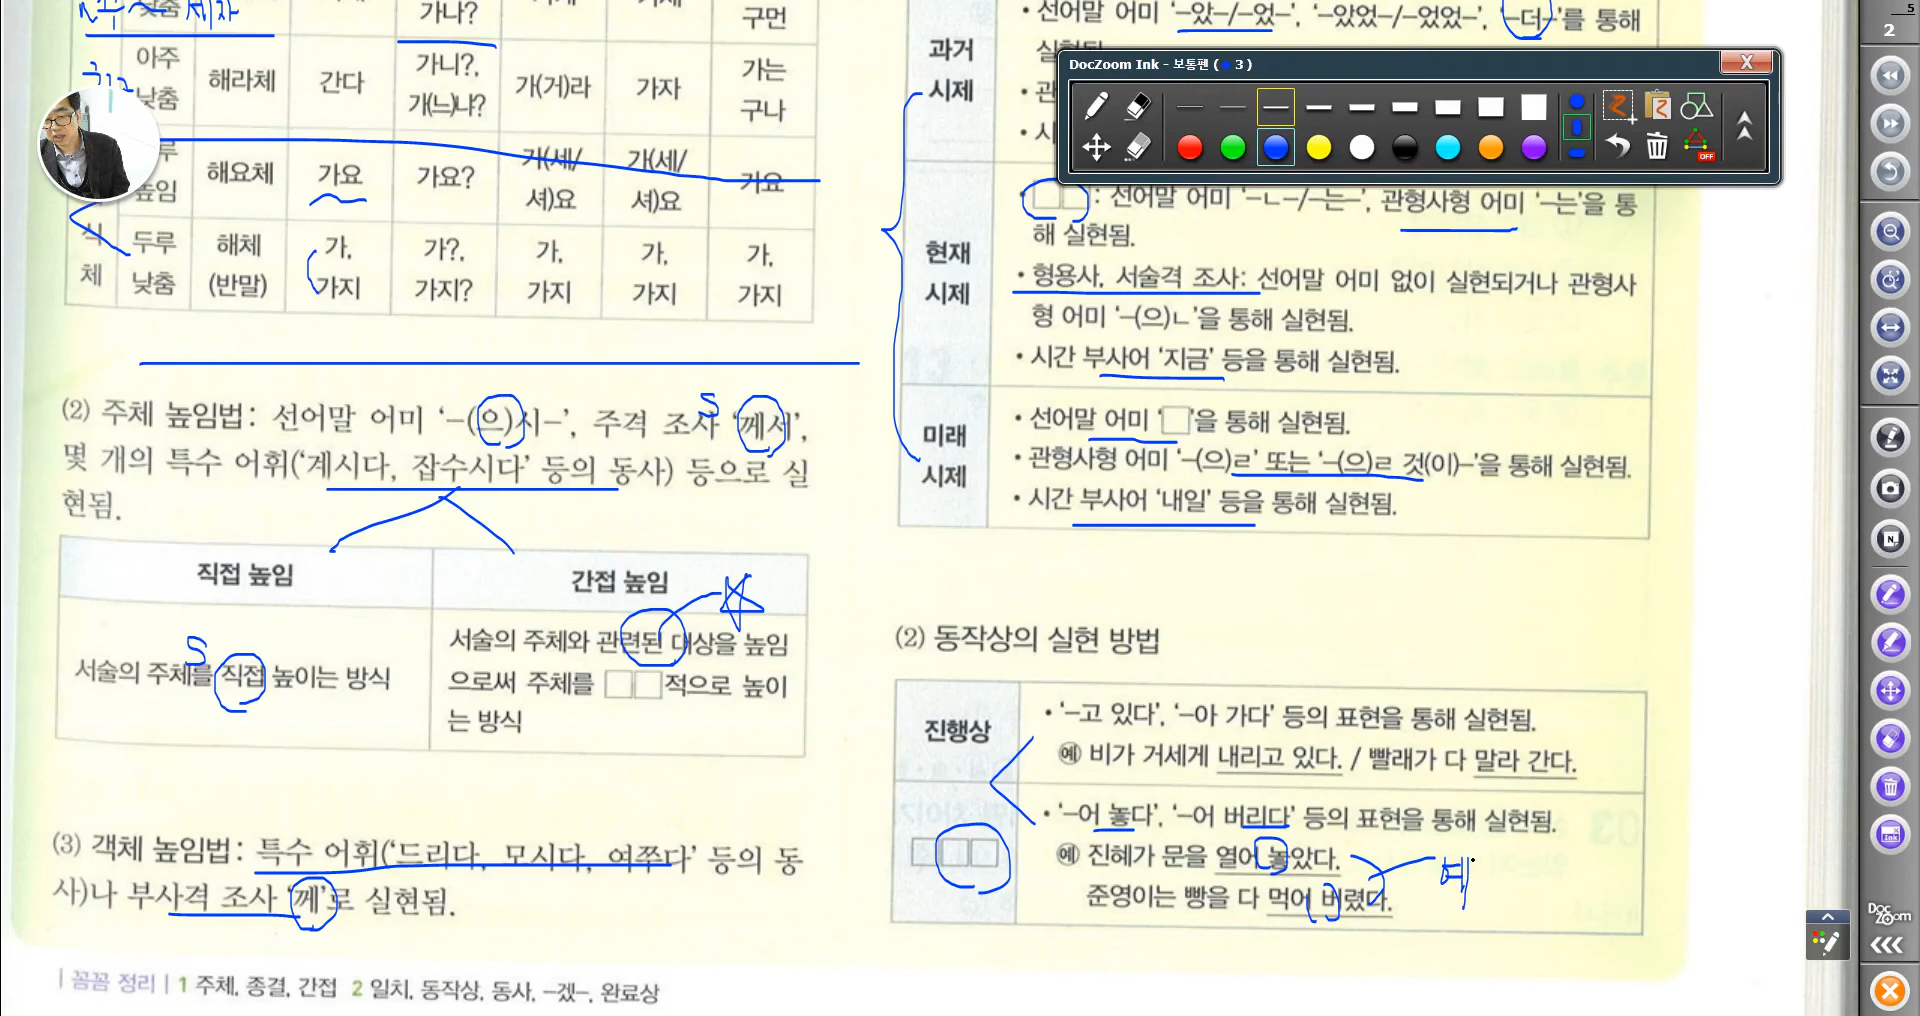 낮춤 가나? 구먼
아주 낮춤 해라체 간다 가니?, 개(느)냐? 가(거)라 가자 가는구나
높임 해요체 가요 가요? 가(세/셔)요 가(세/셔)요 가요
체 두루 낮춤 해체 (반말) 가, 가지 가?, 가지? 가, 가지 가, 가지 가, 가지
(2) 주체 높임법: 선어말 어미 ‘–(으)시–’, 주격 조사 ‘께서’,
몇 개의 특수 어휘(‘계시다, 잡수시다’ 등의 동사) 등으로 실
현됨.
직접 높임 간접 높임
서술의 주체를 직접 높이는 방식
서술의 주체와 관련된 대상을 높임
으로써 주체를 □□적으로 높이
는 방식
S
S
(3) 객체 높임법: 특수 어휘(‘드리다, 모시다, 여쭈다’ 등의 동
사)나 부사격 조사 ‘께’로 실현됨.
| 꼼꼼 정리 | 1 주체, 종결, 간접 2 일치, 동작상, 동사, –겠–, 완료상
과거 시제
• 선어말 어미 ‘–았–/–었–’, ‘–았었–/–었었–’, ‘–더–’를 통해
DocZoom Ink - 보통펜 ( 3 )
OFF
현재 시제
• □□: 선어말 어미 ‘–ㄴ–/–는–’, 관형사형 어미 ‘–는’을 통
해 실현됨.
• 형용사, 서술격 조사: 선어말 어미 없이 실현되거나 관형사
형 어미 ‘–(으)ㄴ’을 통해 실현됨.
• 시간 부사어 ‘지금’ 등을 통해 실현됨.
미래 시제
• 선어말 어미 ‘□’을 통해 실현됨.
• 관형사형 어미 ‘–(으)ㄹ’ 또는 ‘–(으)ㄹ 것(이)–’을 통해 실현됨.
• 시간 부사어 ‘내일’ 등을 통해 실현됨.
(2) 동작상의 실현 방법
진행상
• ‘–고 있다’, ‘–아 가다’ 등의 표현을 통해 실현됨.
예 비가 거세게 내리고 있다. / 빨래가 다 말라 간다.
□□□
• ‘–어 놓다’, ‘–어 버리다’ 등의 표현을 통해 실현됨.
예 진혜가 문을 열어 놓았다.
준영이는 빵을 다 먹어 버렸다.
5
2
N
Ink
DocZoom